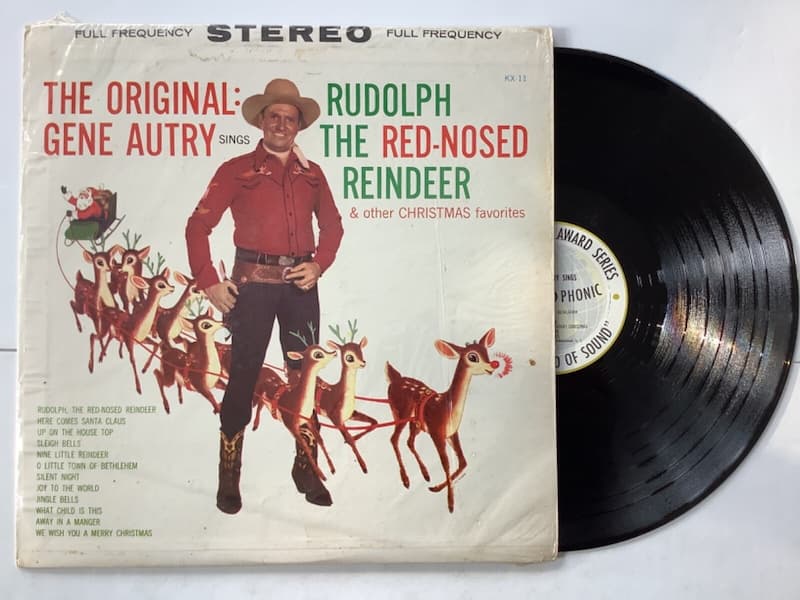 FULL FREQUENCY STEREO FULL FREQUENCY
KX-11
THE ORIGINAL:
GENE AUTRY SINGS
RUDOLPH
THE RED-NOSED
REINDEER
& other CHRISTMAS favorites
RUDOLPH, THE RED-NOSED REINDEER
HERE COMES SANTA CLAUS
UP ON THE HOUSE TOP
SLEIGH BELLS
NINE LITTLE REINDEER
O LITTLE TOWN OF BETHLEHEM
SILENT NIGHT
JOY TO THE WORLD
JINGLE BELLS
WHAT CHILD IS THIS
AWAY IN A MANGER
WE WISH YOU A MERRY CHRISTMAS
AWARD SERIES
SINGS
PHONIC
OF SOUND"